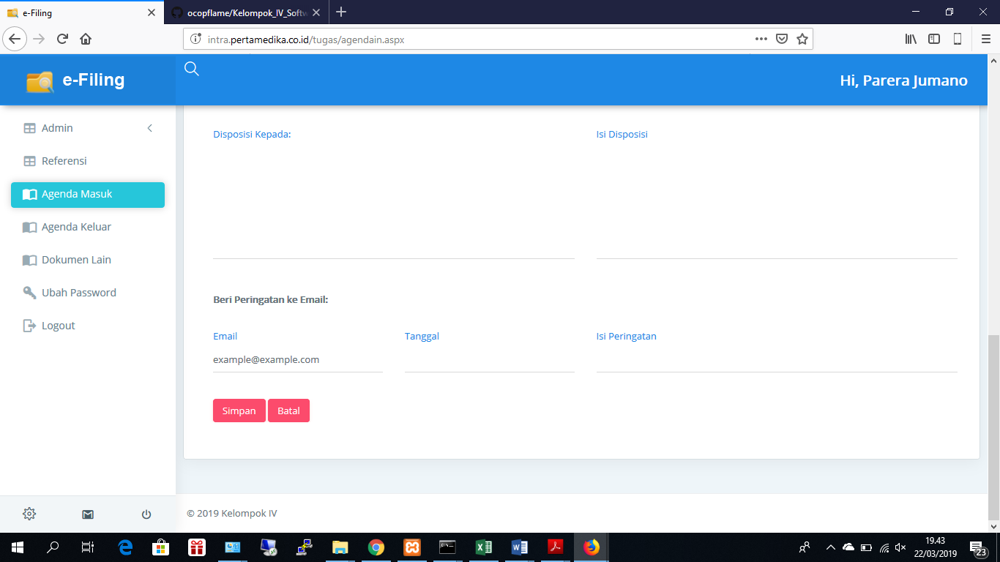 e-Filing
ocopflame/Kelompok_IV_Softw
intra.pertamedika.co.id/tugas/agendain.aspx
e-Filing
Hi, Parera Jumano
Admin
Referensi
Agenda Masuk
Agenda Keluar
Dokumen Lain
Ubah Password
Logout
Disposisi Kepada:
Isi Disposisi
Beri Peringatan ke Email:
Email
Tanggal
Isi Peringatan
example@example.com
Simpan
Batal
© 2019 Kelompok IV
19.43
22/03/2019
23